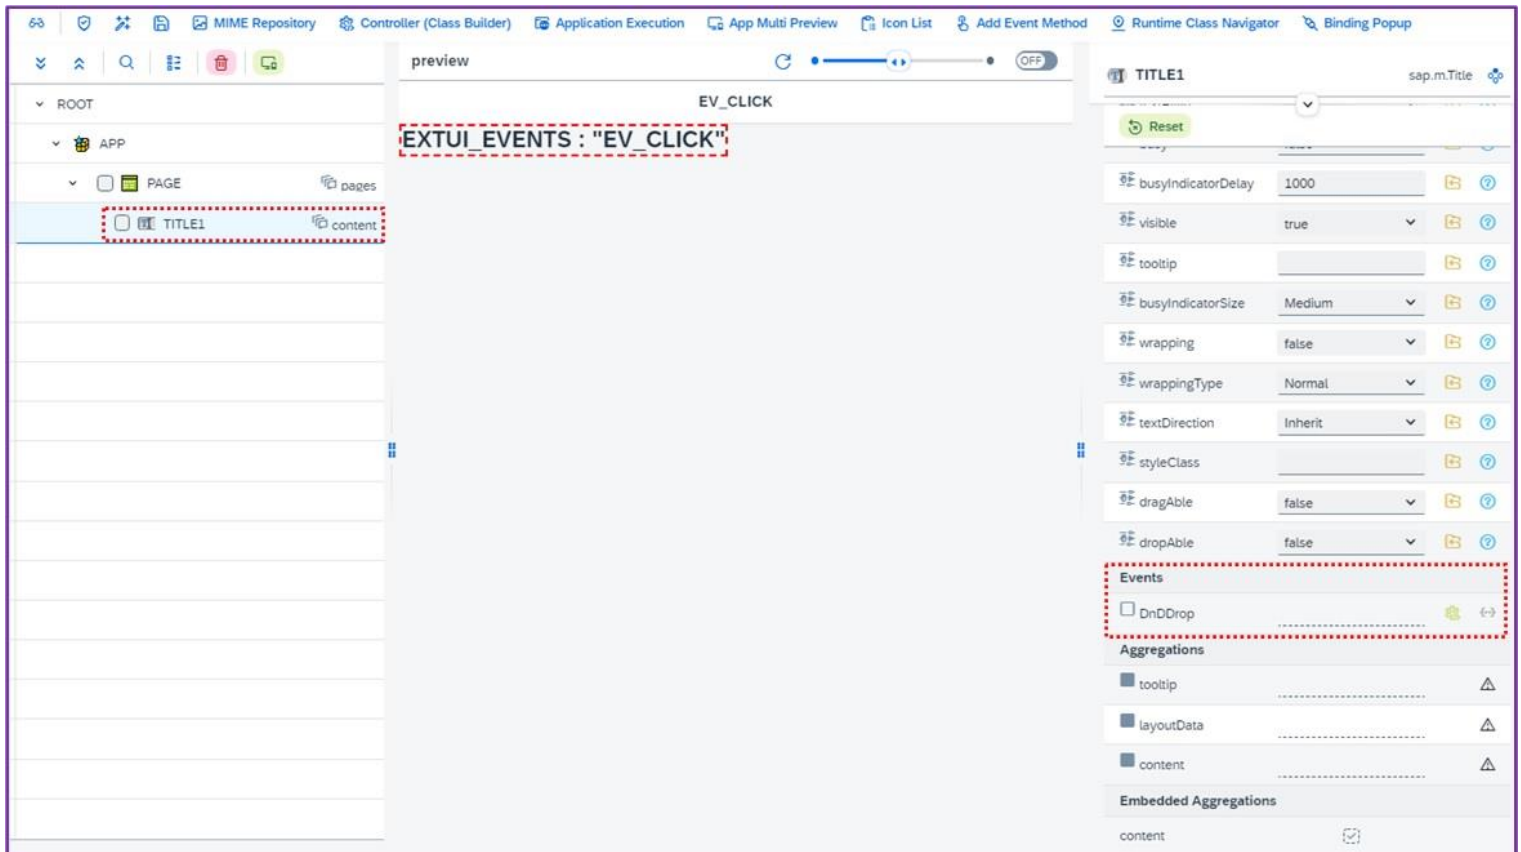 MIME Repository
Controller (Class Builder)
Application Execution
App Multi Preview
Icon List
Add Event Method
Runtime Class Navigator
Binding Popup
ROOT
APP
PAGE pages
TITLE1 content
preview
OFF
EV_CLICK
EXTUI_EVENTS : "EV_CLICK"
TITLE1 sap.m.Title
Reset
busyIndicatorDelay 1000
visible true
tooltip
busyIndicatorSize Medium
wrapping false
wrappingType Normal
textDirection Inherit
styleClass
dragAble false
dropAble false
Events
DnDDrop
Aggregations
tooltip
layoutData
content
Embedded Aggregations
content